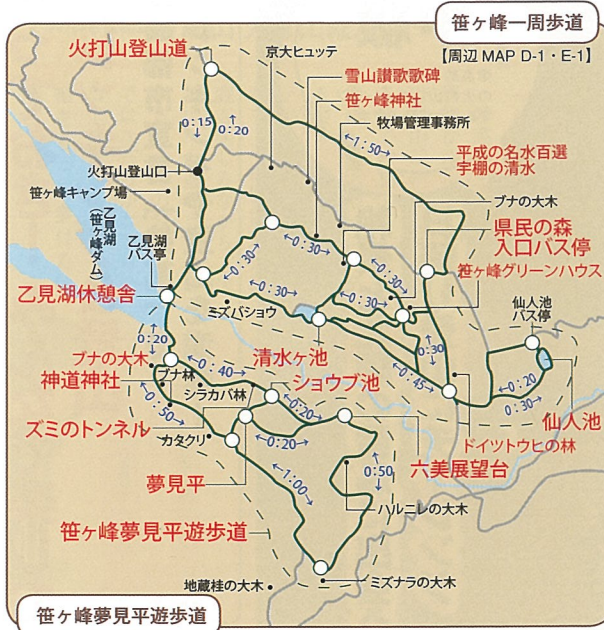 笹ヶ峰一周歩道
【周辺 MAP D-1・E-1】
火打山登山道
京大ヒュッテ
雪山讃歌歌碑
笹ヶ峰神社
牧場管理事務所
平成の名水百選
宇棚の清水
ブナの大木
県民の森
入口バス停
笹ヶ峰グリーンハウス
仙人池
バス停
0:15
↓
↑
0:20
←1:50→
火打山登山口
笹ヶ峰キャンプ場
乙見湖
(笹ヶ峰ダム)
乙見湖
バス停
←0:30→
←0:30→
←0:30→
←0:30→
←0:30→
乙見湖休憩舎
ミズバショウ
↑
0:20
↓
↑
0:30
↓
ブナの大木
神道神社
ブナ林
←0:40→
清水ヶ池
ショウブ池
←0:45→
←0:20
0:30→
仙人池
シラカバ林
←0:50→
ズミのトンネル
カタクリ
←0:20→
←0:20→
ドイツトウヒの林
六美展望台
夢見平
↑
0:50
↓
←1:00→
ハルニレの大木
笹ヶ峰夢見平遊歩道
地蔵桂の大木
ミズナラの大木
笹ヶ峰夢見平遊歩道